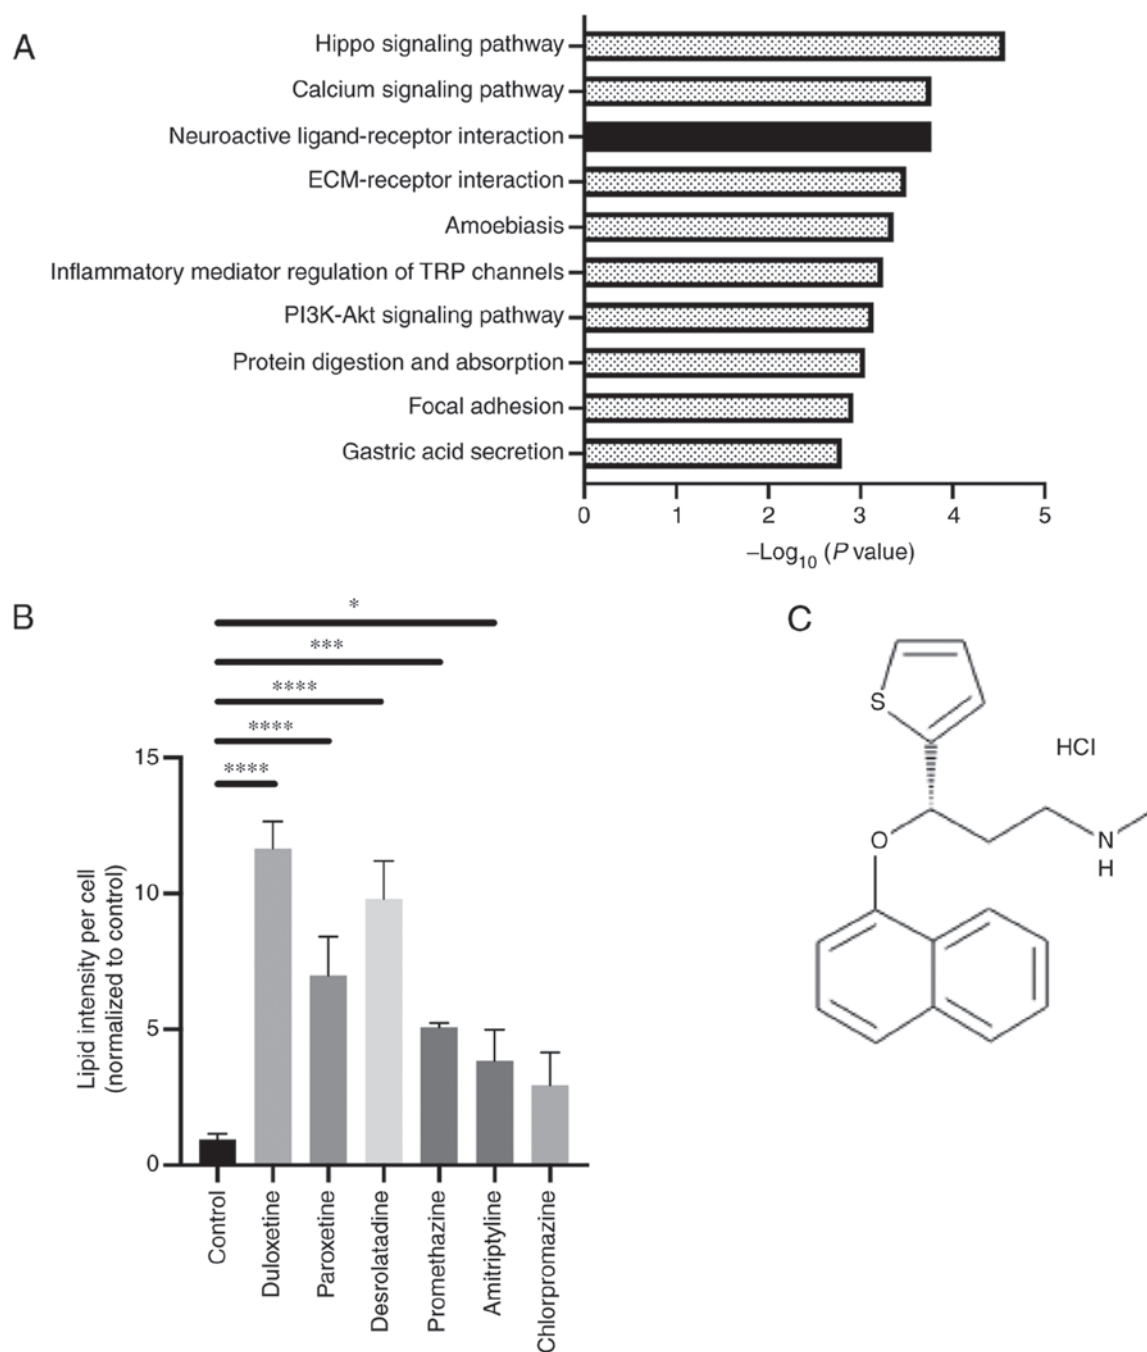 A
Hippo signaling pathway
Calcium signaling pathway
Neuroactive ligand-receptor interaction
ECM-receptor interaction
Amoebiasis
Inflammatory mediator regulation of TRP channels
PI3K-Akt signaling pathway
Protein digestion and absorption
Focal adhesion
Gastric acid secretion
0 1 2 3 4 5
–Log10 (P value)
B
*
***
****
****
****
15
10
5
0
Lipid intensity per cell
(normalized to control)
Control
Duloxetine
Paroxetine
Desrolatadine
Promethazine
Amitriptyline
Chlorpromazine
C
S
HCl
O
N
H